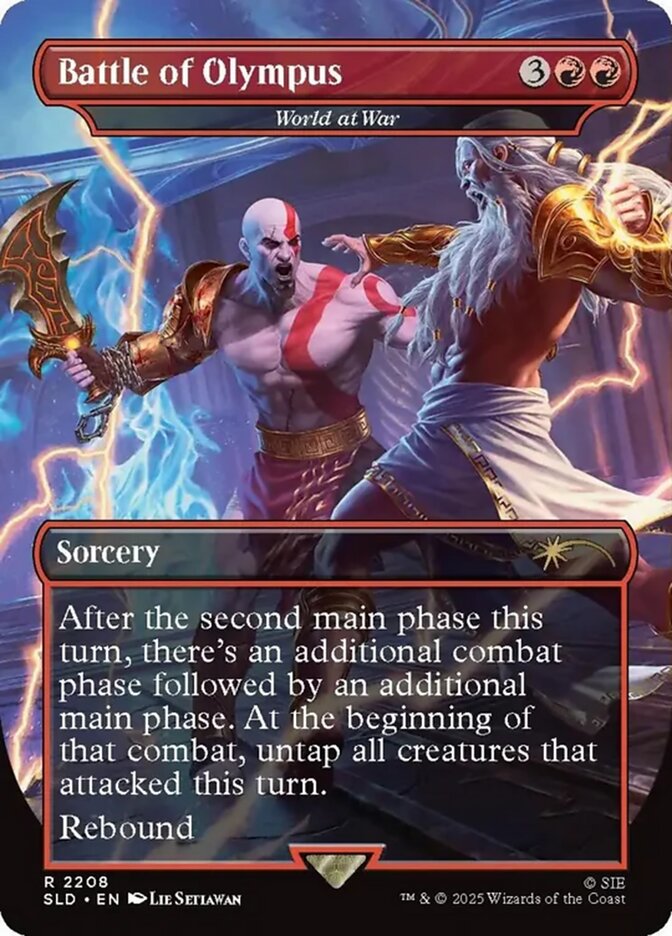 Battle of Olympus 3
World at War
Sorcery
After the second main phase this
turn, there's an additional combat
phase followed by an additional
main phase. At the beginning of
that combat, untap all creatures that
attacked this turn.
Rebound
R 2208 © SIE
SLD • EN Lie Setiawan ™ & © 2025 Wizards of the Coast